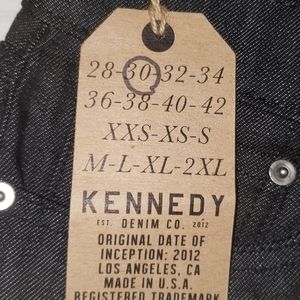 28-30-32-34
36-38-40-42
XXS-XS-S
M-L-XL-2XL
KENNEDY
EST. DENIM CO. 2012
ORIGINAL DATE OF
INCEPTION: 2012
LOS ANGELES, CA
MADE IN U.S.A.
REGISTERED TRADEMARK